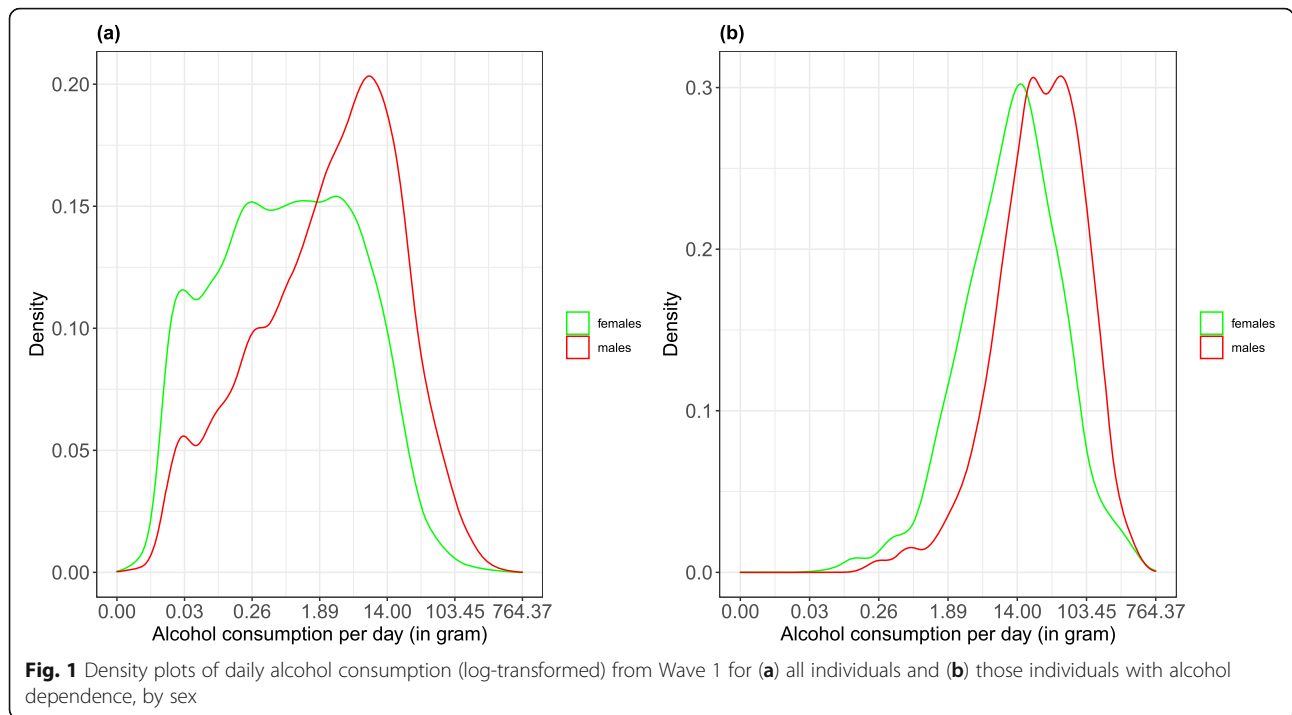 (a)
0.20
0.15
0.10
0.05
0.00
Density
0.00 0.03 0.26 1.89 14.00 103.45 764.37
Alcohol consumption per day (in gram)
females
males
(b)
0.3
0.2
0.1
0.0
Density
0.00 0.03 0.26 1.89 14.00 103.45 764.37
Alcohol consumption per day (in gram)
females
males
Fig. 1 Density plots of daily alcohol consumption (log-transformed) from Wave 1 for (a) all individuals and (b) those individuals with alcohol
dependence, by sex